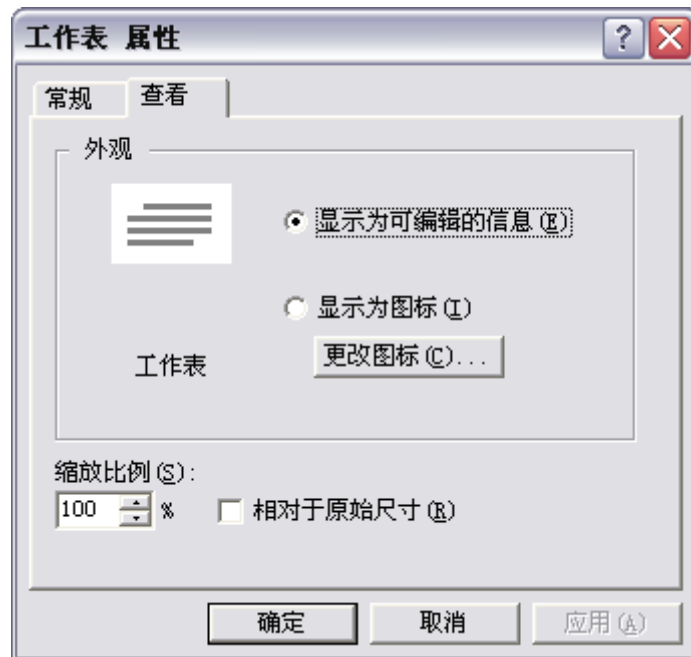 工作表 属性
常规 查看
外观
显示为可编辑的信息(E)
显示为图标(I)
工作表 更改图标(C)...
缩放比例(S):
100 % 相对于原始尺寸(R)
确定 取消 应用(A)